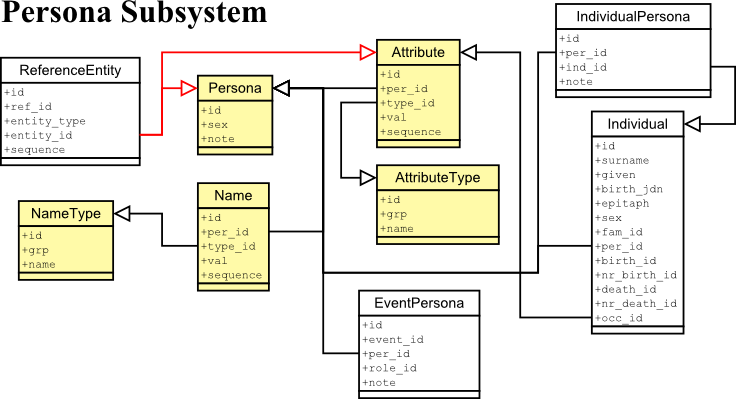 Persona Subsystem
ReferenceEntity
+id
+ref_id
+entity_type
+entity_id
+sequence
Persona
+id
+sex
+note
Attribute
+id
+per_id
+type_id
+val
+sequence
IndividualPersona
+id
+per_id
+ind_id
+note
Individual
+id
+surname
+given
+birth_jdn
+epitaph
+sex
+fam_id
+per_id
+birth_id
+nr_birth_id
+death_id
+nr_death_id
+occ_id
AttributeType
+id
+grp
+name
NameType
+id
+grp
+name
Name
+id
+per_id
+type_id
+val
+sequence
EventPersona
+id
+event_id
+per_id
+role_id
+note